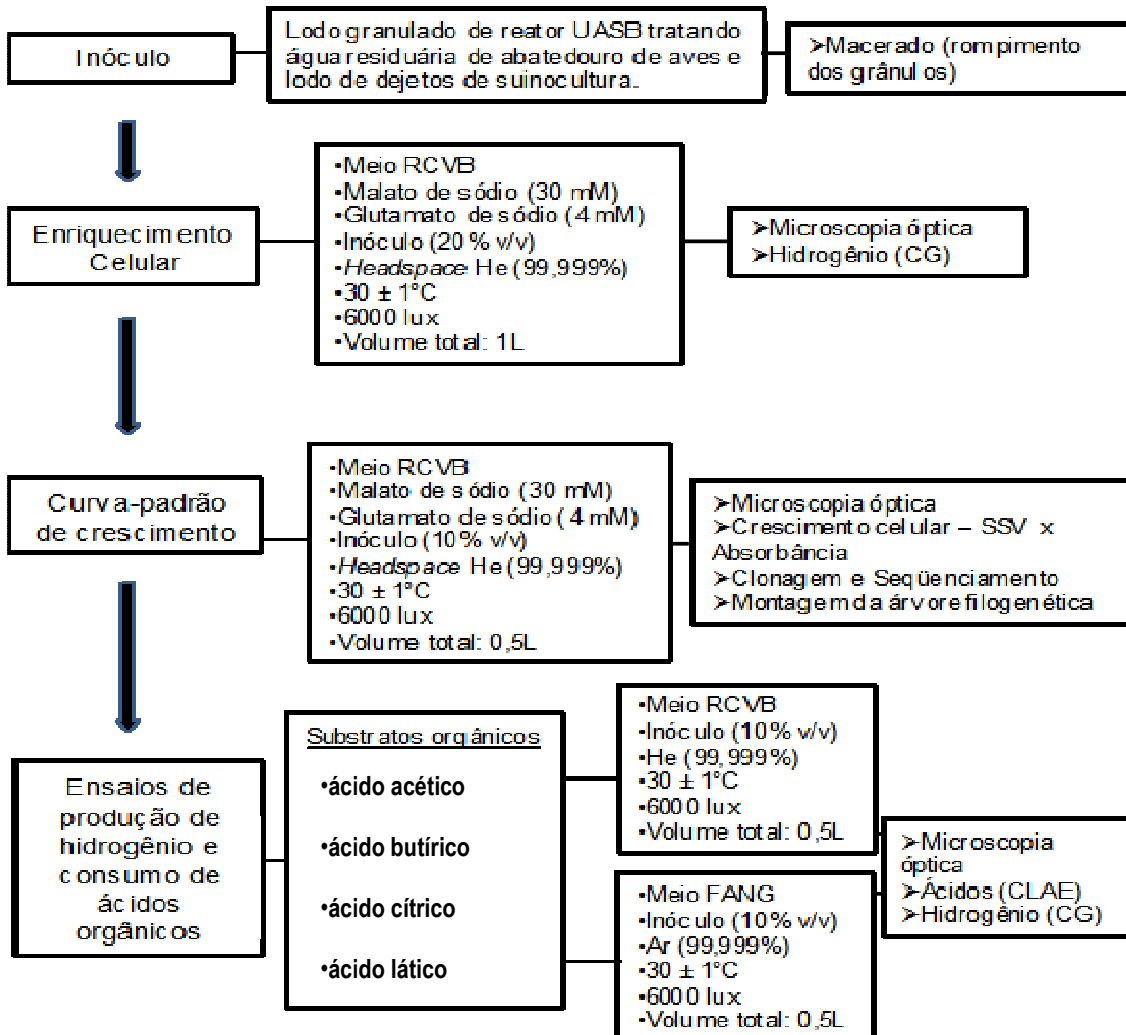 Inóculo
Lodo granulado de reator UASB tratando
água residuária de abatedouro de aves e
lodo de dejetos de suinocultura.
➢Macerado (rompimento
dos grânulos)
Enriquecimento
Celular
•Meio RCVB
•Malato de sódio (30 mM)
•Glutamato de sódio (4 mM)
•Inóculo (20% v/v)
•Headspace He (99,999%)
•30 ± 1°C
•6000 lux
•Volume total: 1L
➢Microscopia óptica
➢Hidrogênio (CG)
Curva-padrão
de crescimento
•Meio RCVB
•Malato de sódio (30 mM)
•Glutamato de sódio (4 mM)
•Inóculo (10% v/v)
•Headspace He (99,999%)
•30 ± 1°C
•6000 lux
•Volume total: 0,5L
➢Microscopia óptica
➢Crescimento celular – SSV x
Absorbância
➢Clonagem e Seqüenciamento
➢Montagem da árvore filogenética
Ensaios de
produção de
hidrogênio e
consumo de
ácidos
orgânicos
Substratos orgânicos
•ácido acético
•ácido butírico
•ácido cítrico
•ácido lático
•Meio RCVB
•Inóculo (10% v/v)
•He (99,999%)
•30 ± 1°C
•6000 lux
•Volume total: 0,5L
•Meio FANG
•Inóculo (10% v/v)
•Ar (99,999%)
•30 ± 1°C
•6000 lux
•Volume total: 0,5L
➢Microscopia
óptica
➢Ácidos (CLAE)
➢Hidrogênio (CG)